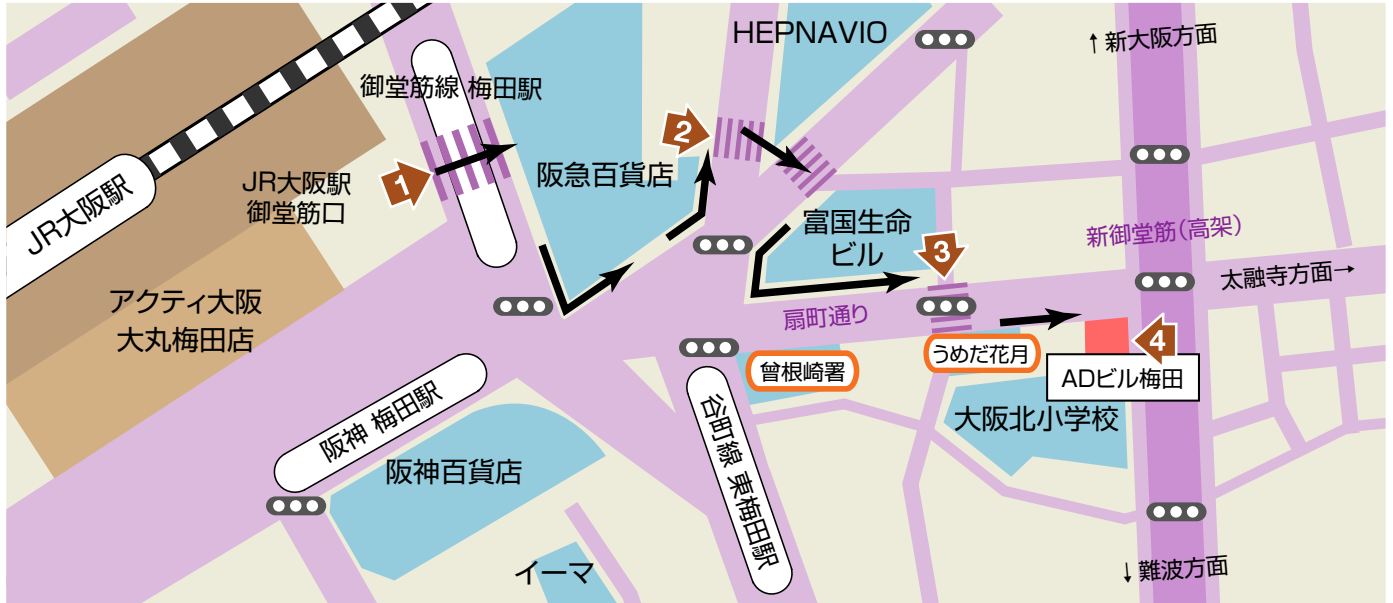 HEPNAVIO
↑新大阪方面
御堂筋線 梅田駅
2
阪急百貨店
1
JR大阪駅
御堂筋口
JR大阪駅
富国生命
ビル
3
新御堂筋(高架)
太融寺方面→
アクティ大阪
大丸梅田店
扇町通り
うめだ花月
4
曾根崎署
ADビル梅田
大阪北小学校
阪神 梅田駅
阪神百貨店
谷町線 東梅田駅
イーマ
↓難波方面